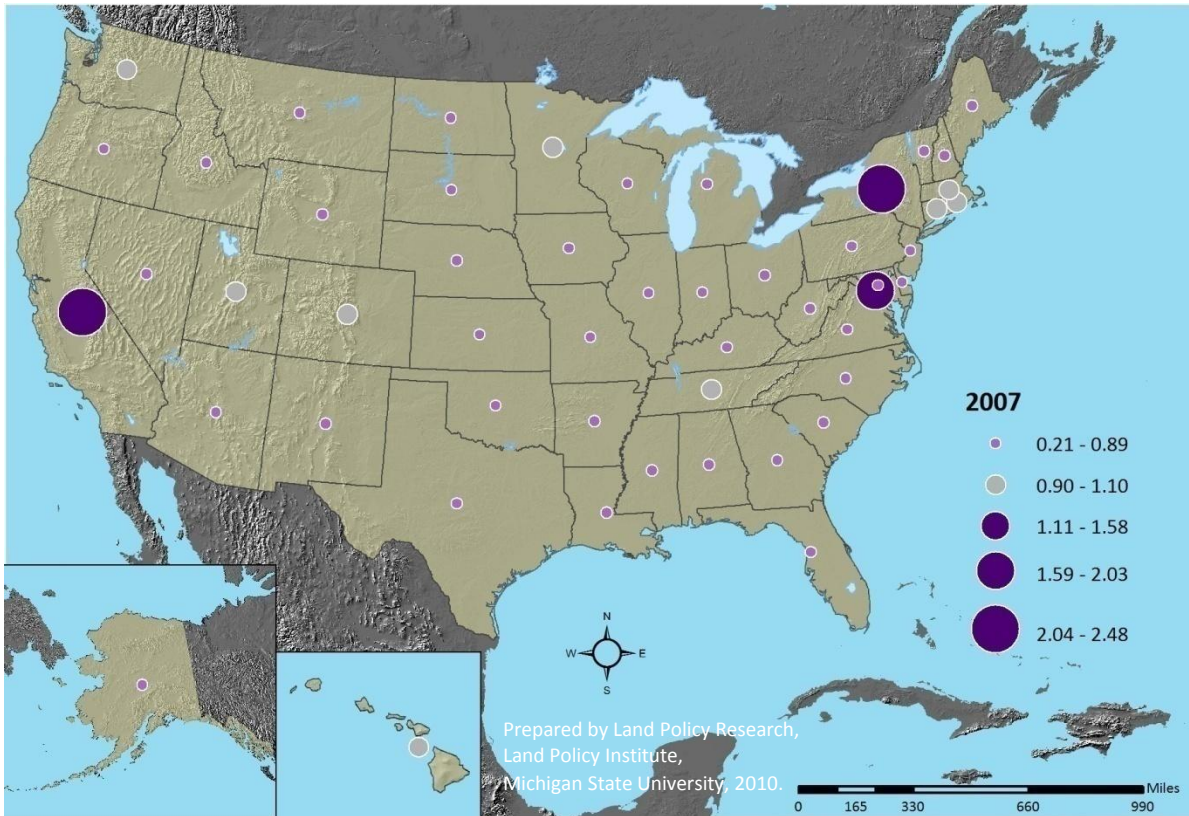 2007
0.21 - 0.89
0.90 - 1.10
1.11 - 1.58
1.59 - 2.03
2.04 - 2.48
N
W E
S
Prepared by Land Policy Research,
Land Policy Institute,
Michigan State University, 2010.
Miles
0 165 330 660 990